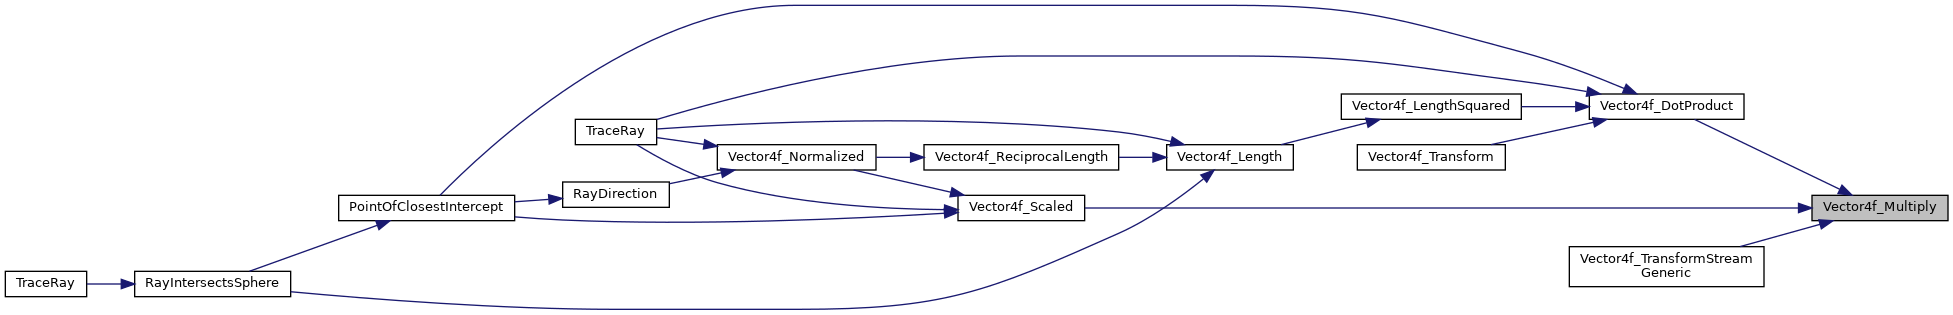 Vector4f_LengthSquared
Vector4f_DotProduct
TraceRay
Vector4f_Normalized
Vector4f_ReciprocalLength
Vector4f_Length
Vector4f_Transform
RayDirection
PointOfClosestIntercept
Vector4f_Scaled
Vector4f_Multiply
Vector4f_TransformStream
Generic
TraceRay
RayIntersectsSphere